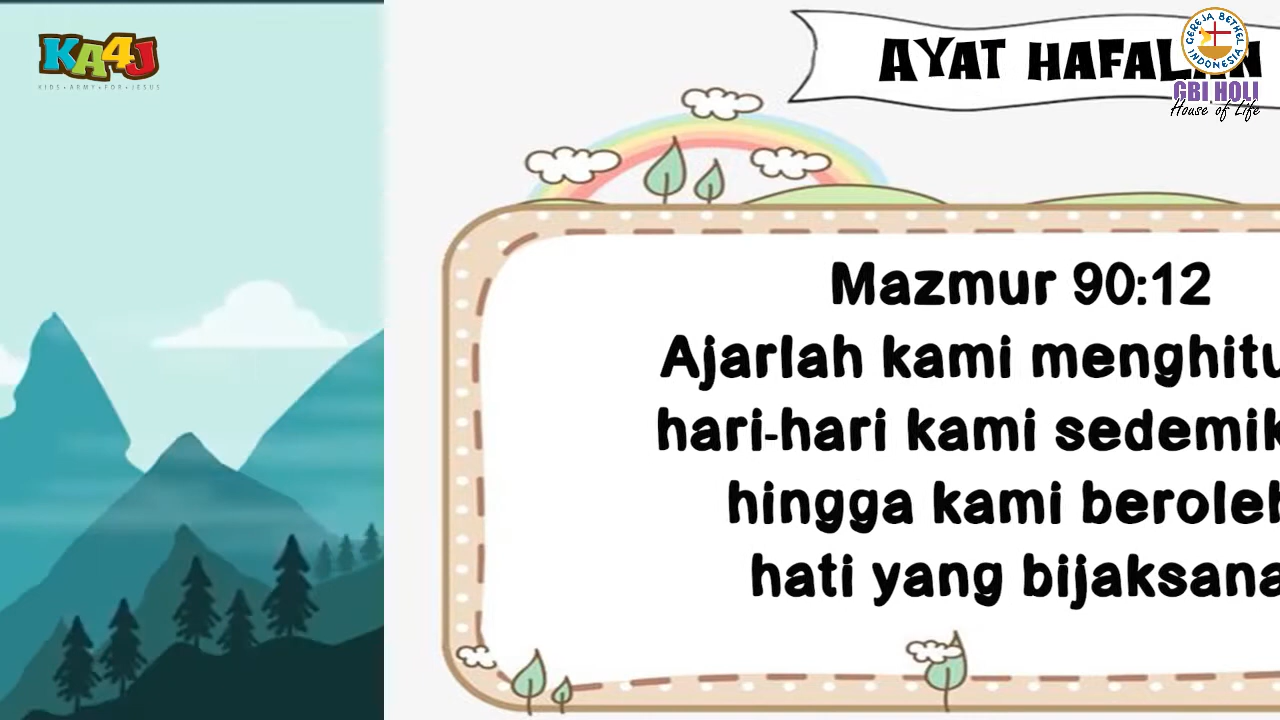 KA4J
KIDS•ARMY•FOR•JESUS
AYAT HAFALAN
GEREJA BETHEL
INDONESIA
GBI HOLI
House of Life
Mazmur 90:12
Ajarlah kami menghitu
hari-hari kami sedemik
hingga kami beroleh
hati yang bijaksana